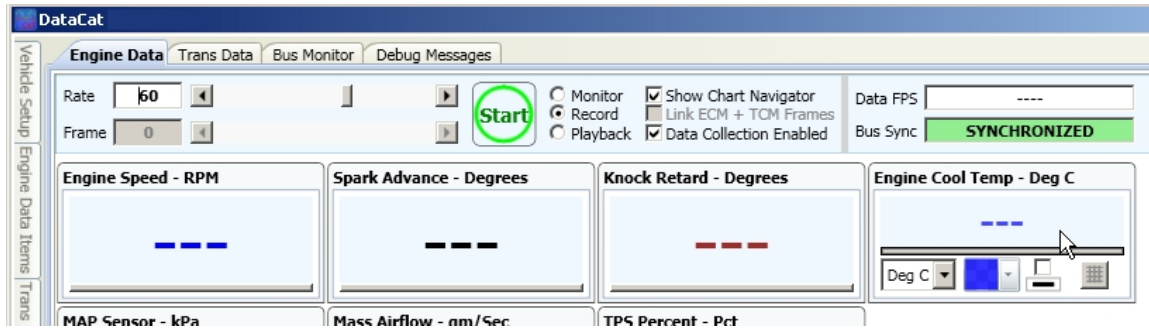 DataCat
Vehicle Setup
Engine Data Items
Trans
Engine Data
Trans Data
Bus Monitor
Debug Messages
Rate 60
Start
Monitor
Record
Playback
Show Chart Navigator
Link ECM + TCM Frames
Data Collection Enabled
Data FPS ----
Bus Sync SYNCHRONIZED
Frame 0
Engine Speed - RPM
---
Spark Advance - Degrees
---
Knock Retard - Degrees
---
Engine Cool Temp - Deg C
---
Deg C
MAP Sensor - kPa
Mass Airflow - gm/Sec
TPS Percent - Pct